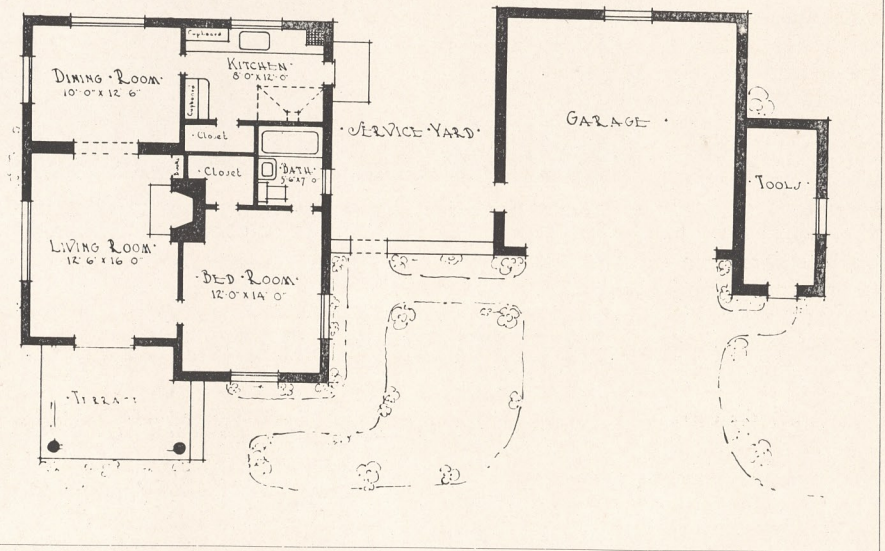 Cupboard
KITCHEN
8'·0" X 12'·0"
DINING·ROOM·
10'·0" X 12'·6"
Cupboard
·Closet·
·SERVICE·YARD·
GARAGE·
·Closet
·BATH·
5'·6" X 7'·0"
·TOOLS·
LIVING ROOM·
12'·6" X 16'·0"
·BED·ROOM·
12'·0" X 14'·0"